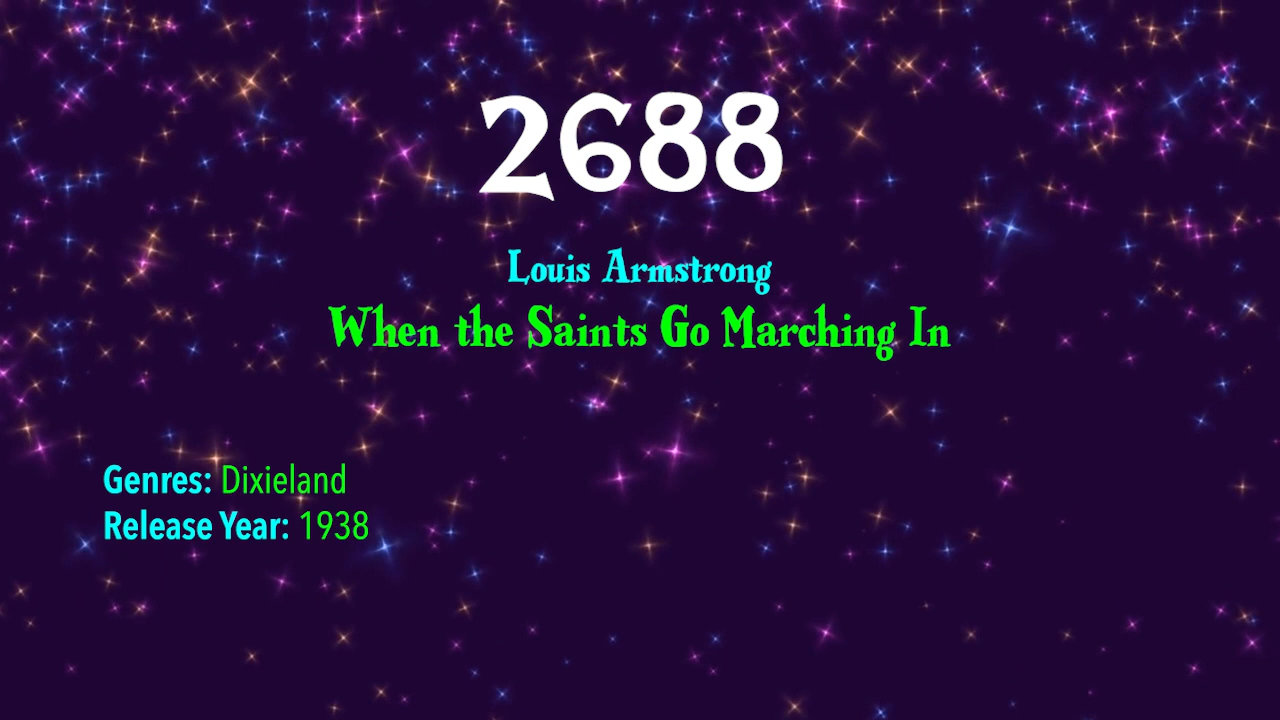 2688
Louis Armstrong
When the Saints Go Marching In
Genres: Dixieland
Release Year: 1938